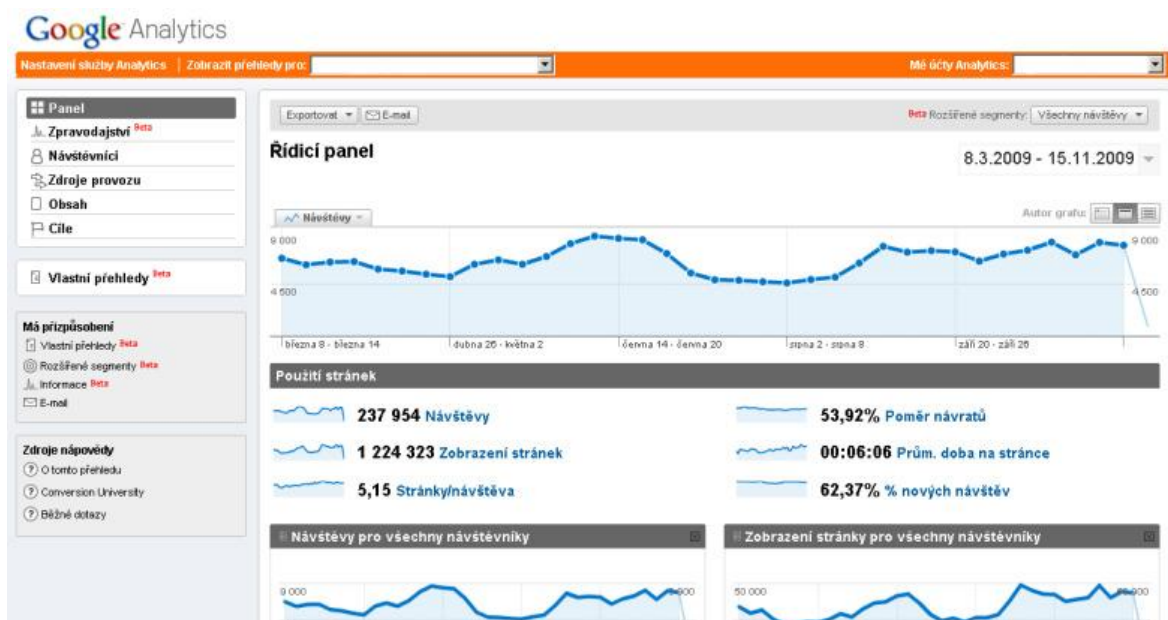 Google Analytics
Nastavení služby Analytics | Zobrazit přehledy pro:
Mé účty Analytics:
Panel
Zpravodajství Beta
Návštěvníci
Zdroje provozu
Obsah
Cíle
Vlastní přehledy Beta
Má přizpůsobení
Vlastní přehledy Beta
Rozšířené segmenty Beta
Informace Beta
E-mail
Zdroje nápovědy
O tomto přehledu
Conversion University
Běžné dotazy
Exportovat E-mail
Beta Rozšířené segmenty: Všechny návštěvy
Řídicí panel
8.3.2009 - 15.11.2009
Návštěvy
Autor grafu:
9 000 9 000
4 500 4 500
března 8 - března 14 dubna 26 - května 2 června 14 - června 20 srpna 2 - srpna 8 září 20 - září 26
Použití stránek
237 954 Návštěvy
53,92% Poměr návratů
1 224 323 Zobrazení stránek
00:06:06 Prům. doba na stránce
5,15 Stránky/návštěva
62,37% % nových návštěv
Návštěvy pro všechny návštěvníky
Zobrazení stránky pro všechny návštěvníky
9 000 9 000
50 000 50 000